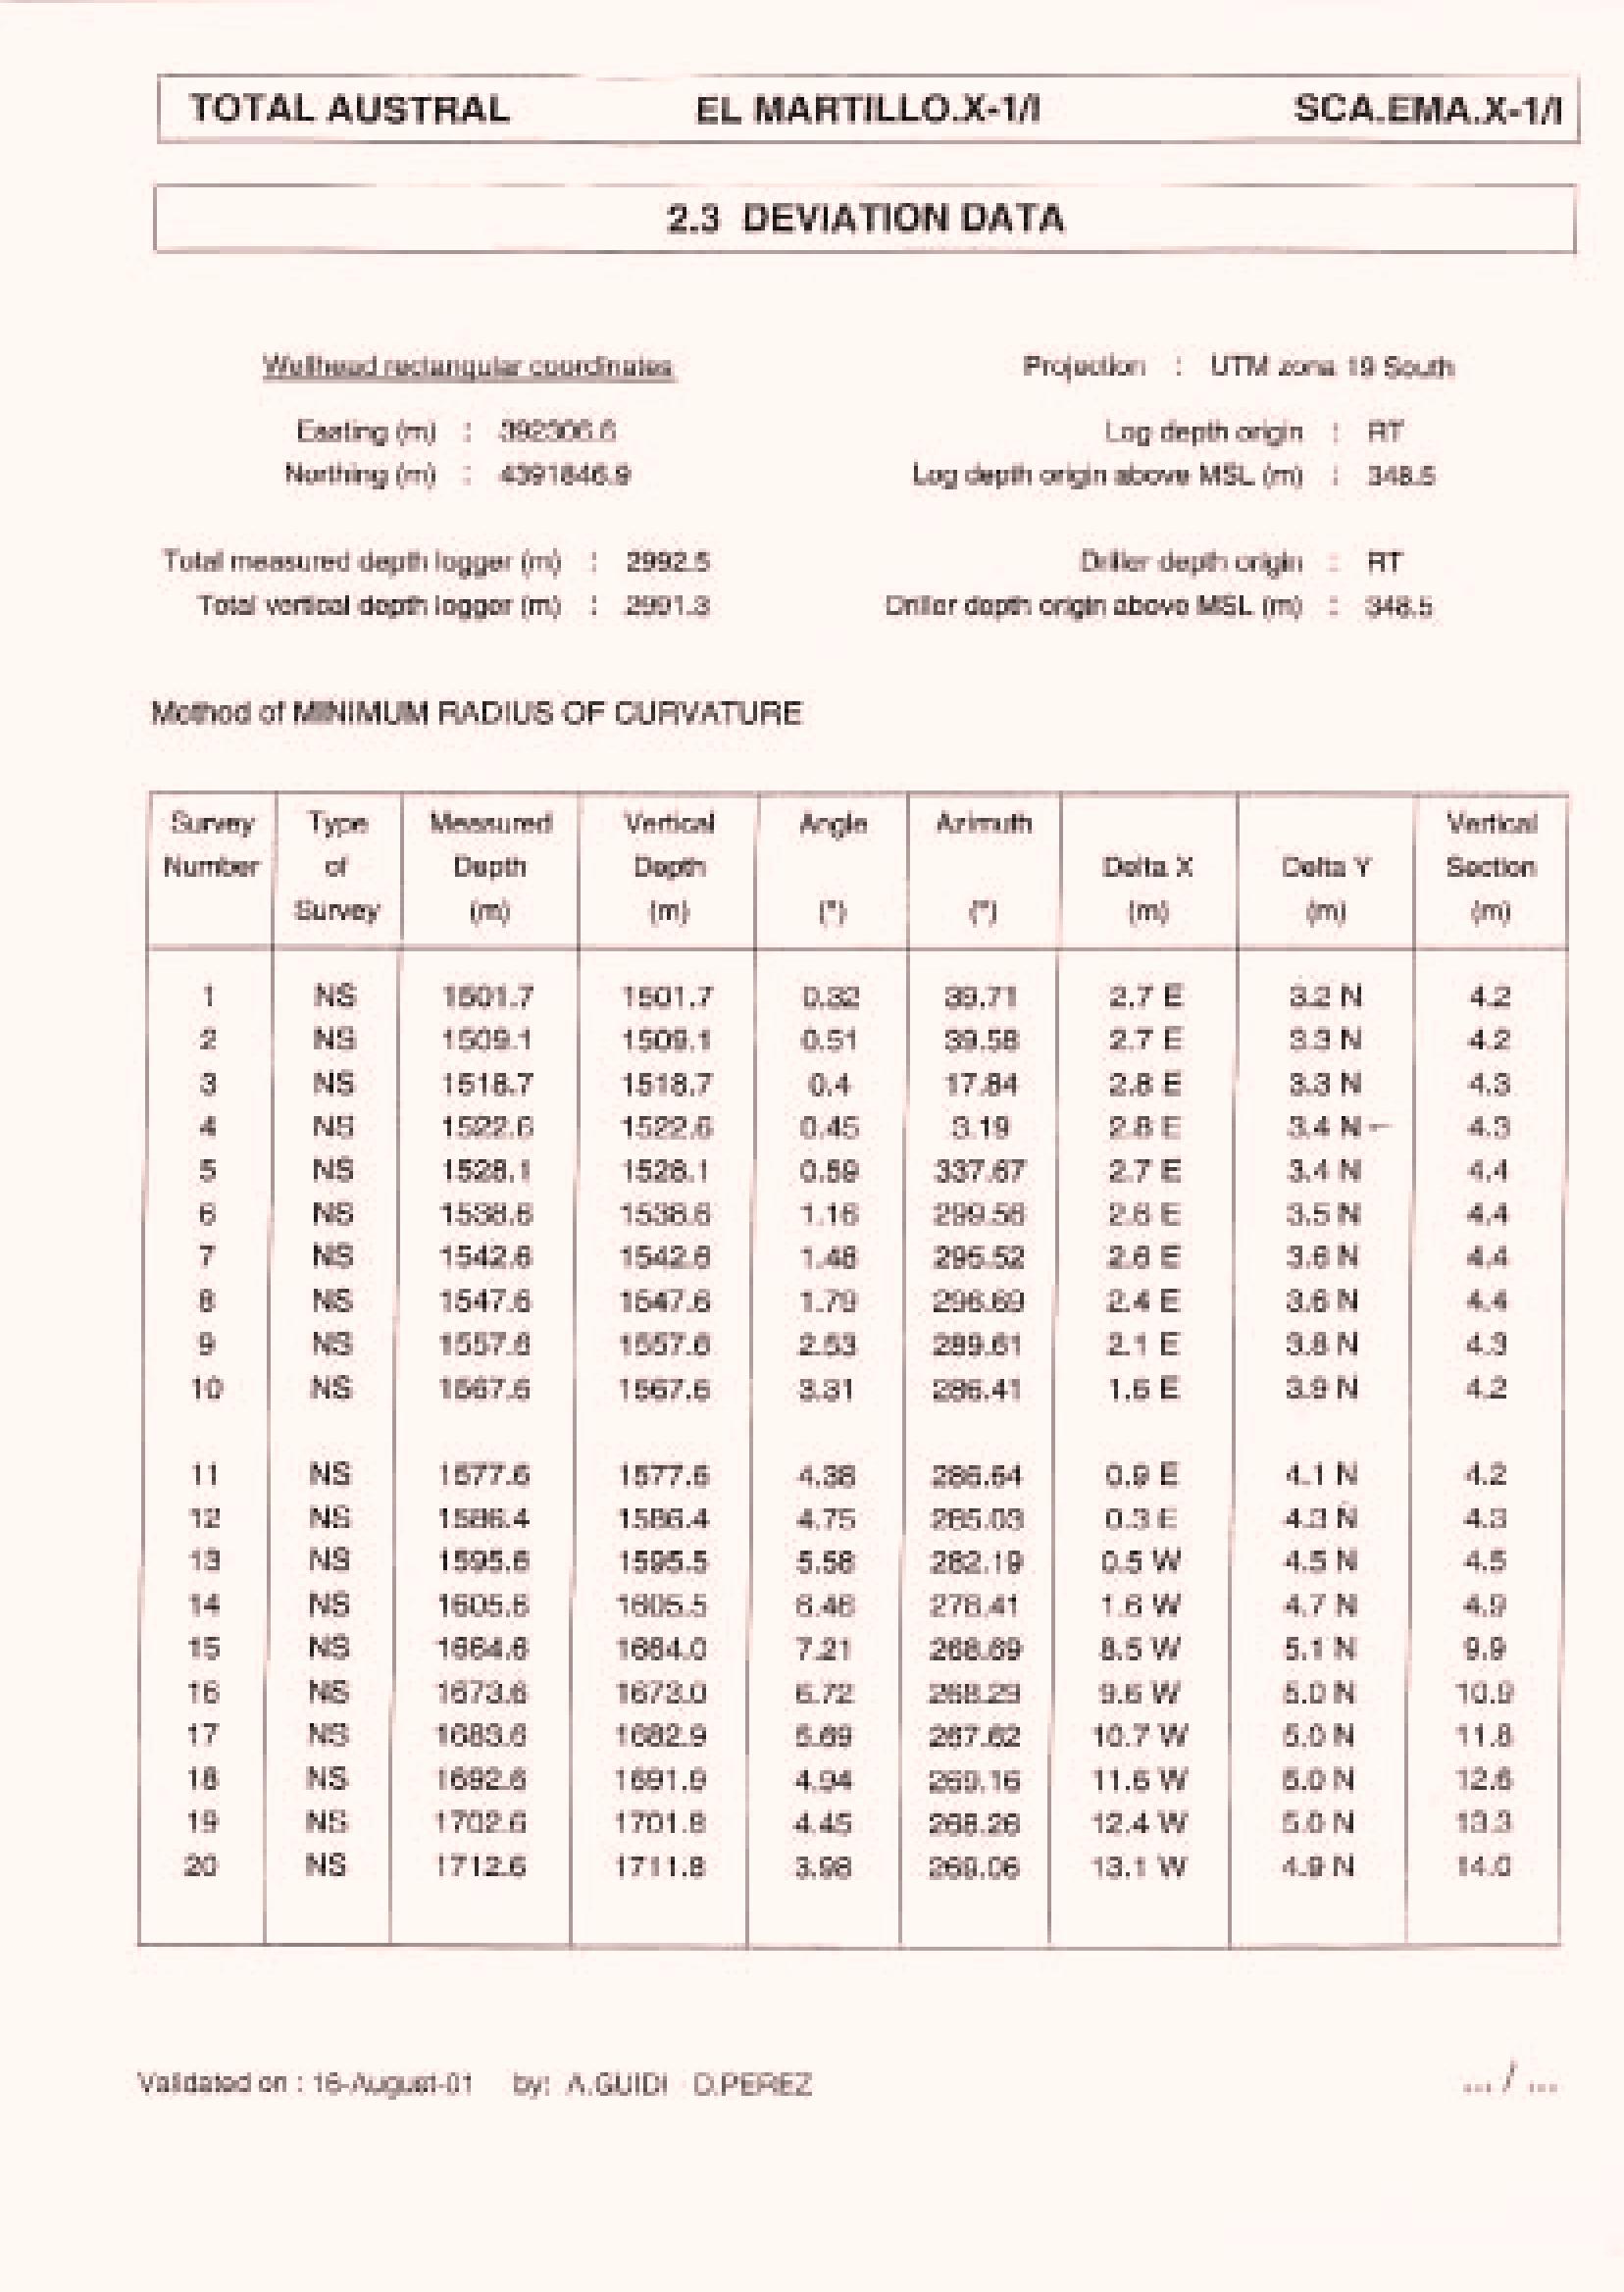 TOTAL AUSTRAL EL MARTILLO.X-1/I SCA.EMA.X-1/I
2.3 DEVIATION DATA
Wellhead rectangular coordinates Projection : UTM zona 19 South
Easting (m) : 392306.6 Log depth origin : RT
Northing (m) : 4391846.9 Log depth origin above MSL (m) : 348.5
Total measured depth logger (m) : 2992.5 Driller depth origin : RT
Total vertical depth logger (m) : 2991.3 Driller depth origin above MSL (m) : 348.5
Method of MINIMUM RADIUS OF CURVATURE
Survey Type Measured Vertical Angle Azimuth Vertical
Number of Depth Depth Delta X Delta Y Section
Survey (m) (m) (°) (°) (m) (m) (m)
1 NS 1501.7 1501.7 0.32 39.71 2.7 E 3.2 N 4.2
2 NS 1509.1 1509.1 0.51 39.58 2.7 E 3.3 N 4.2
3 NS 1518.7 1518.7 0.4 17.84 2.8 E 3.3 N 4.3
4 NS 1522.6 1522.6 0.45 3.19 2.8 E 3.4 N 4.3
5 NS 1528.1 1528.1 0.59 337.67 2.7 E 3.4 N 4.4
6 NS 1538.6 1538.6 1.16 299.56 2.6 E 3.5 N 4.4
7 NS 1542.6 1542.6 1.48 295.52 2.6 E 3.6 N 4.4
8 NS 1547.6 1547.6 1.79 296.69 2.4 E 3.6 N 4.4
9 NS 1557.6 1557.6 2.53 289.61 2.1 E 3.8 N 4.3
10 NS 1567.6 1567.6 3.31 286.41 1.6 E 3.9 N 4.2
11 NS 1577.6 1577.6 4.38 286.64 0.9 E 4.1 N 4.2
12 NS 1586.4 1586.4 4.75 285.03 0.3 E 4.3 N 4.3
13 NS 1595.6 1595.5 5.58 282.19 0.5 W 4.5 N 4.5
14 NS 1605.6 1605.5 6.46 278.41 1.6 W 4.7 N 4.9
15 NS 1664.6 1664.0 7.21 268.69 8.5 W 5.1 N 9.9
16 NS 1673.6 1673.0 6.72 268.29 9.6 W 5.0 N 10.9
17 NS 1683.6 1682.9 5.69 267.62 10.7 W 5.0 N 11.8
18 NS 1692.6 1691.9 4.94 269.16 11.6 W 5.0 N 12.6
19 NS 1702.6 1701.8 4.45 268.26 12.4 W 5.0 N 13.3
20 NS 1712.6 1711.8 3.98 269.06 13.1 W 4.9 N 14.0
Validated on : 16-August-01 by: A.GUIDI D.PEREZ ... / ...